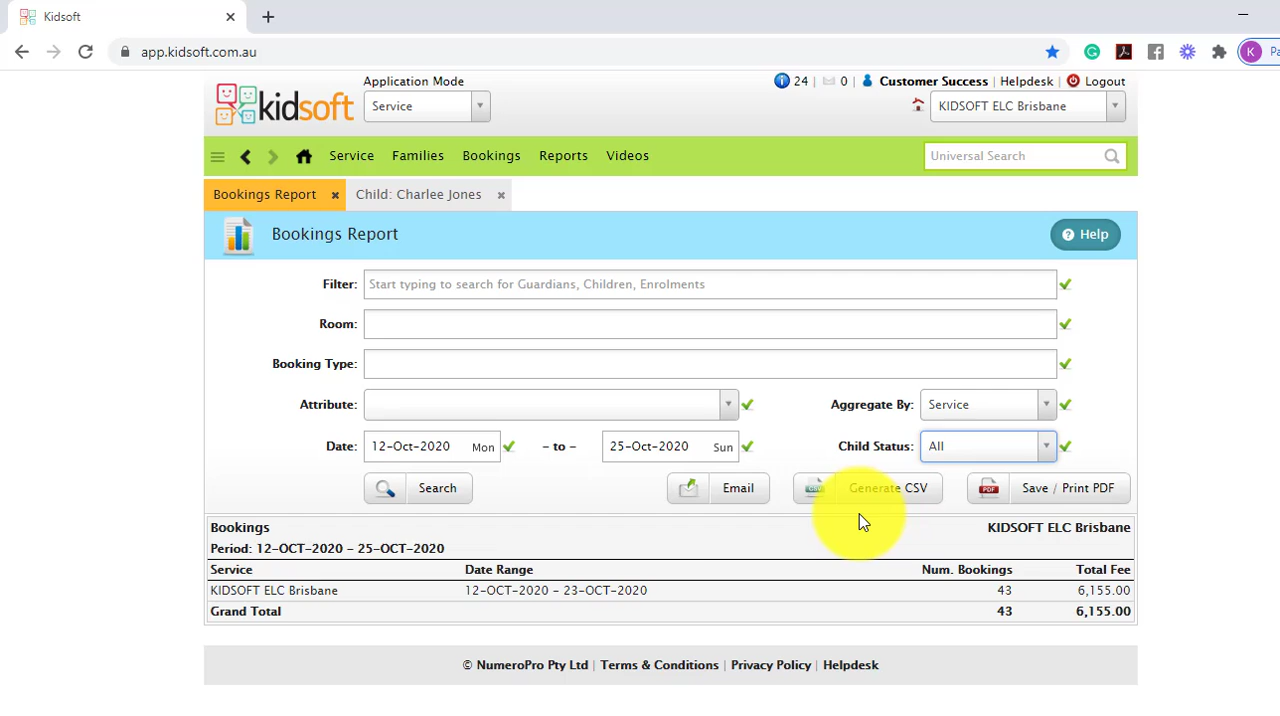 Kidsoft
app.kidsoft.com.au
K Pa
Application Mode
24 | 0 | Customer Success | Helpdesk | Logout
kidsoft
Service
KIDSOFT ELC Brisbane
Service Families Bookings Reports Videos
Universal Search
Bookings Report
Child: Charlee Jones
Bookings Report
Help
Filter: Start typing to search for Guardians, Children, Enrolments
Room:
Booking Type:
Attribute:
Aggregate By: Service
Date: 12-Oct-2020 Mon - to - 25-Oct-2020 Sun
Child Status: All
Search
Email
CSV Generate CSV
PDF Save / Print PDF
Bookings
KIDSOFT ELC Brisbane
Period: 12-OCT-2020 - 25-OCT-2020
Service Date Range Num. Bookings Total Fee
KIDSOFT ELC Brisbane 12-OCT-2020 - 23-OCT-2020 43 6,155.00
Grand Total 43 6,155.00
© NumeroPro Pty Ltd | Terms & Conditions | Privacy Policy | Helpdesk